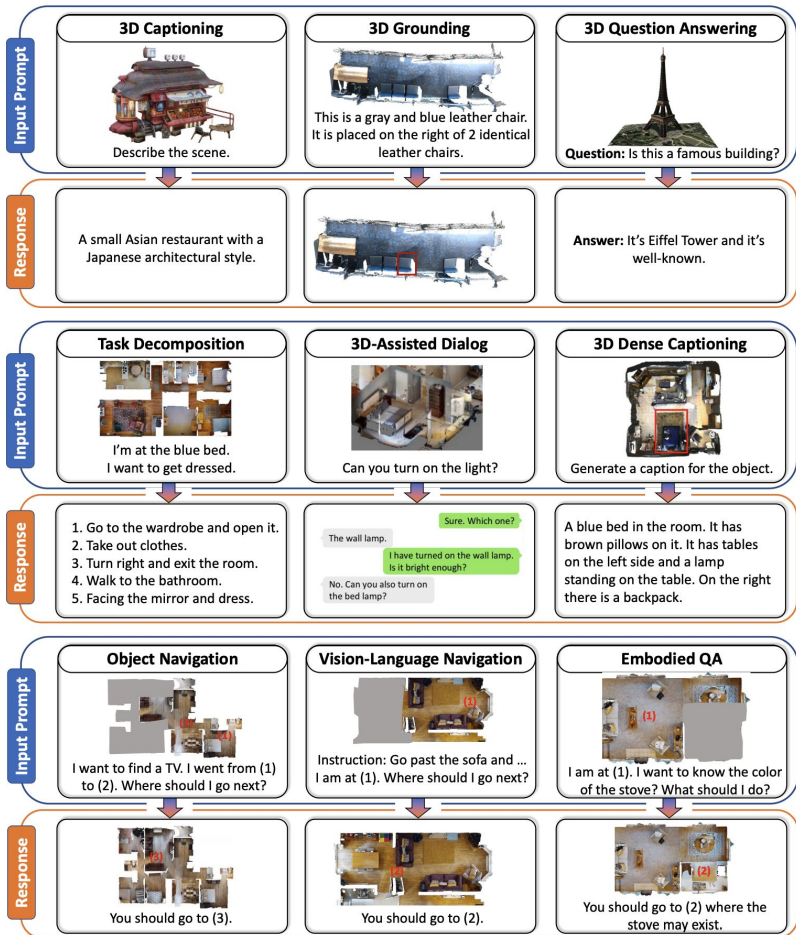 Input Prompt
3D Captioning
Describe the scene.
3D Grounding
This is a gray and blue leather chair.
It is placed on the right of 2 identical
leather chairs.
3D Question Answering
Question: Is this a famous building?
Response
A small Asian restaurant with a
Japanese architectural style.
Answer: It's Eiffel Tower and it's
well-known.
Input Prompt
Task Decomposition
I'm at the blue bed.
I want to get dressed.
3D-Assisted Dialog
Can you turn on the light?
3D Dense Captioning
Generate a caption for the object.
Response
1. Go to the wardrobe and open it.
2. Take out clothes.
3. Turn right and exit the room.
4. Walk to the bathroom.
5. Facing the mirror and dress.
Sure. Which one?
The wall lamp.
I have turned on the wall lamp.
Is it bright enough?
No. Can you also turn on
the bed lamp?
A blue bed in the room. It has
brown pillows on it. It has tables
on the left side and a lamp
standing on the table. On the right
there is a backpack.
Input Prompt
Object Navigation
(2)
(1)
I want to find a TV. I went from (1)
to (2). Where should I go next?
Vision-Language Navigation
(1)
Instruction: Go past the sofa and ...
I am at (1). Where should I go next?
Embodied QA
(1)
I am at (1). I want to know the color
of the stove? What should I do?
Response
(3)
You should go to (3).
(2)
You should go to (2).
(2)
You should go to (2) where the
stove may exist.